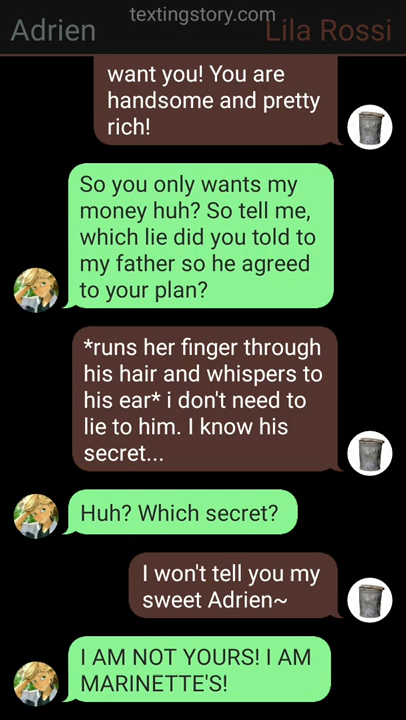 textingstory.com
Adrien
Lila Rossi
want you! You are
handsome and pretty
rich!
So you only wants my
money huh? So tell me,
which lie did you told to
my father so he agreed
to your plan?
*runs her finger through
his hair and whispers to
his ear* i don't need to
lie to him. I know his
secret...
Huh? Which secret?
I won't tell you my
sweet Adrien~
I AM NOT YOURS! I AM
MARINETTE'S!